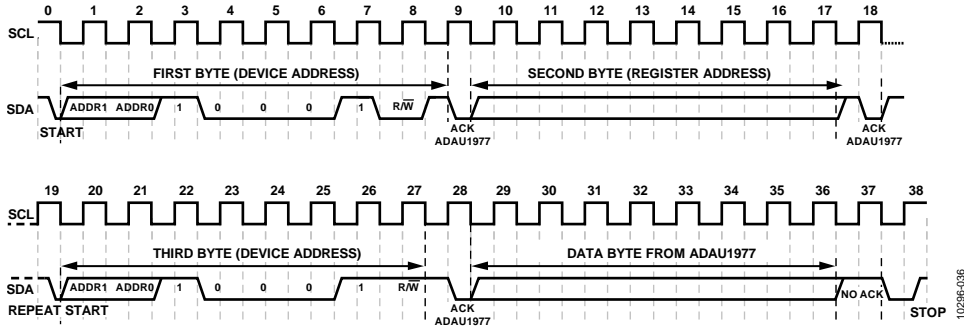 0 1 2 3 4 5 6 7 8 9 10 11 12 13 14 15 16 17 18
SCL
FIRST BYTE (DEVICE ADDRESS) SECOND BYTE (REGISTER ADDRESS)
SDA ADDR1 ADDR0 1 0 0 0 1 R/W
START ACK ADAU1977 ACK ADAU1977
19 20 21 22 23 24 25 26 27 28 29 30 31 32 33 34 35 36 37 38
SCL
THIRD BYTE (DEVICE ADDRESS) DATA BYTE FROM ADAU1977
SDA ADDR1 ADDR0 1 0 0 0 1 R/W NO ACK
REPEAT START ACK ADAU1977 STOP
10296-036